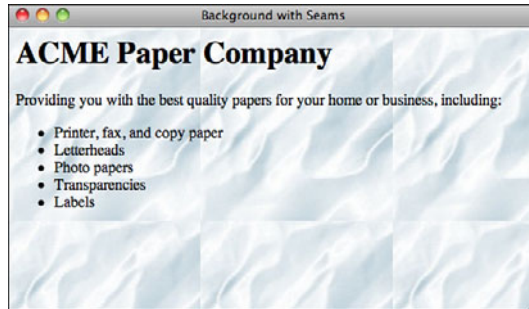 Background with Seams
ACME Paper Company
Providing you with the best quality papers for your home or business, including:
• Printer, fax, and copy paper
• Letterheads
• Photo papers
• Transparencies
• Labels